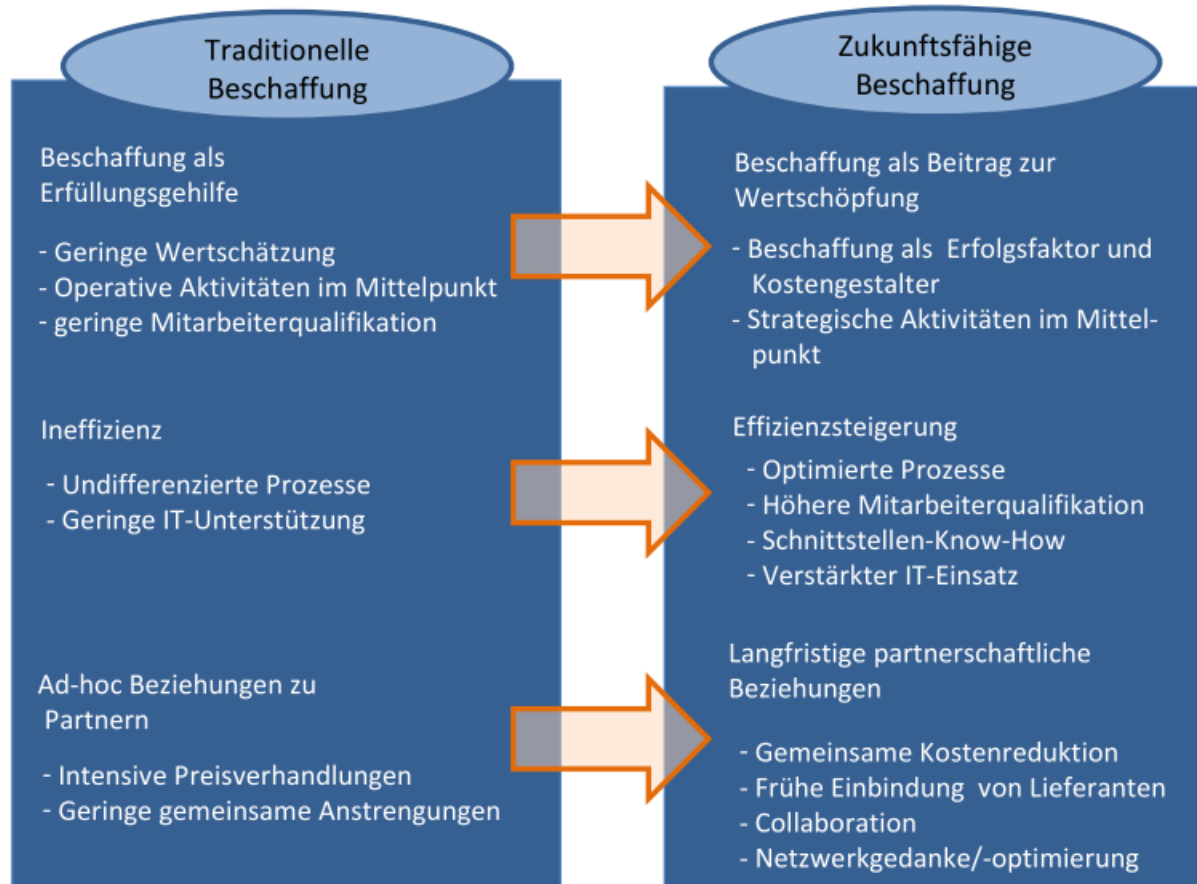 Traditionelle
Beschaffung
Beschaffung als
Erfüllungsgehilfe
- Geringe Wertschätzung
- Operative Aktivitäten im Mittelpunkt
- geringe Mitarbeiterqualifikation
Ineffizienz
- Undifferenzierte Prozesse
- Geringe IT-Unterstützung
Ad-hoc Beziehungen zu
Partnern
- Intensive Preisverhandlungen
- Geringe gemeinsame Anstrengungen
Zukunftsfähige
Beschaffung
Beschaffung als Beitrag zur
Wertschöpfung
- Beschaffung als Erfolgsfaktor und
Kostengestalter
- Strategische Aktivitäten im Mittel-
punkt
Effizienzsteigerung
- Optimierte Prozesse
- Höhere Mitarbeiterqualifikation
- Schnittstellen-Know-How
- Verstärkter IT-Einsatz
Langfristige partnerschaftliche
Beziehungen
- Gemeinsame Kostenreduktion
- Frühe Einbindung von Lieferanten
- Collaboration
- Netzwerkgedanke/-optimierung